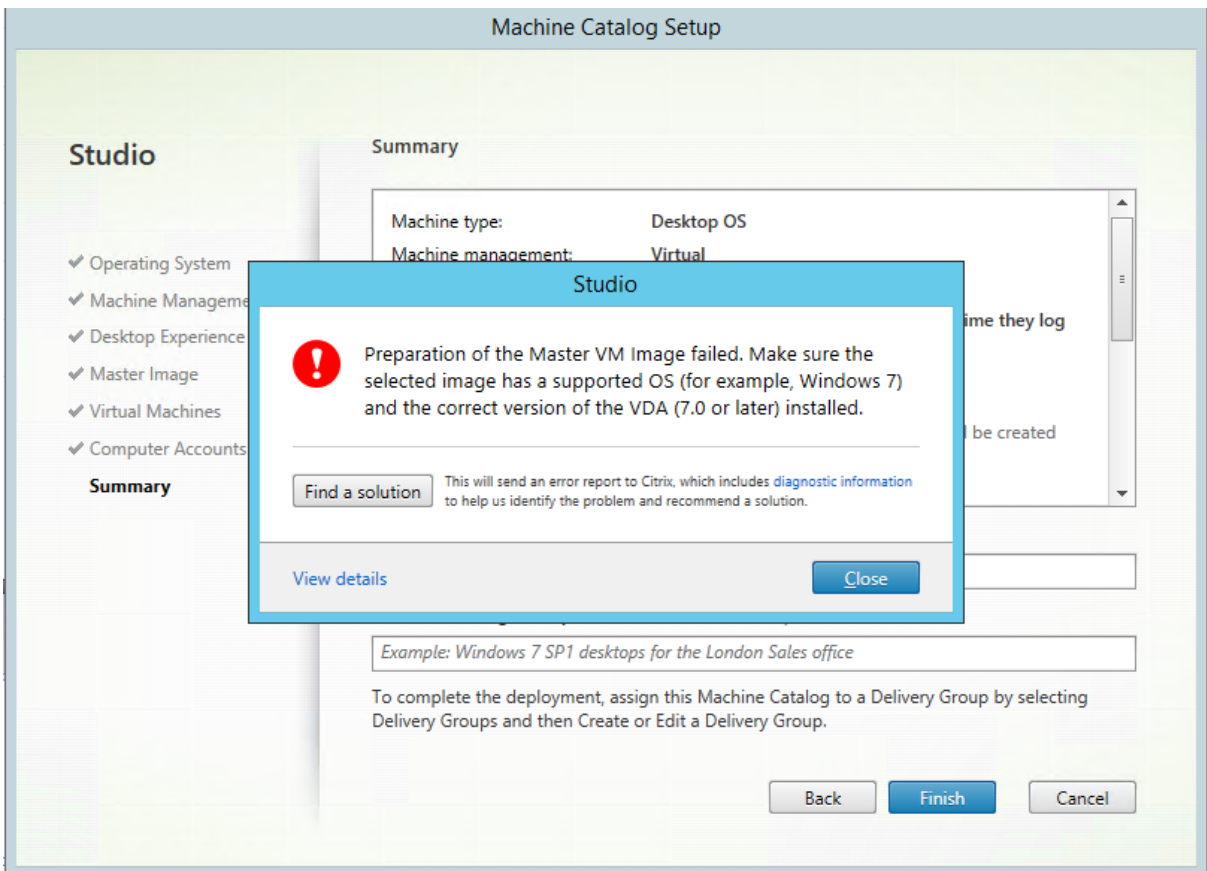 Machine Catalog Setup
Studio
Operating System
Machine Manageme
Desktop Experience
Master Image
Virtual Machines
Computer Accounts
Summary
Summary
Machine type: Desktop OS
Machine management: Virtual
ime they log
l be created
Studio
Preparation of the Master VM Image failed. Make sure the
selected image has a supported OS (for example, Windows 7)
and the correct version of the VDA (7.0 or later) installed.
Find a solution
This will send an error report to Citrix, which includes diagnostic information
to help us identify the problem and recommend a solution.
View details
Close
Example: Windows 7 SP1 desktops for the London Sales office
To complete the deployment, assign this Machine Catalog to a Delivery Group by selecting
Delivery Groups and then Create or Edit a Delivery Group.
Back
Finish
Cancel